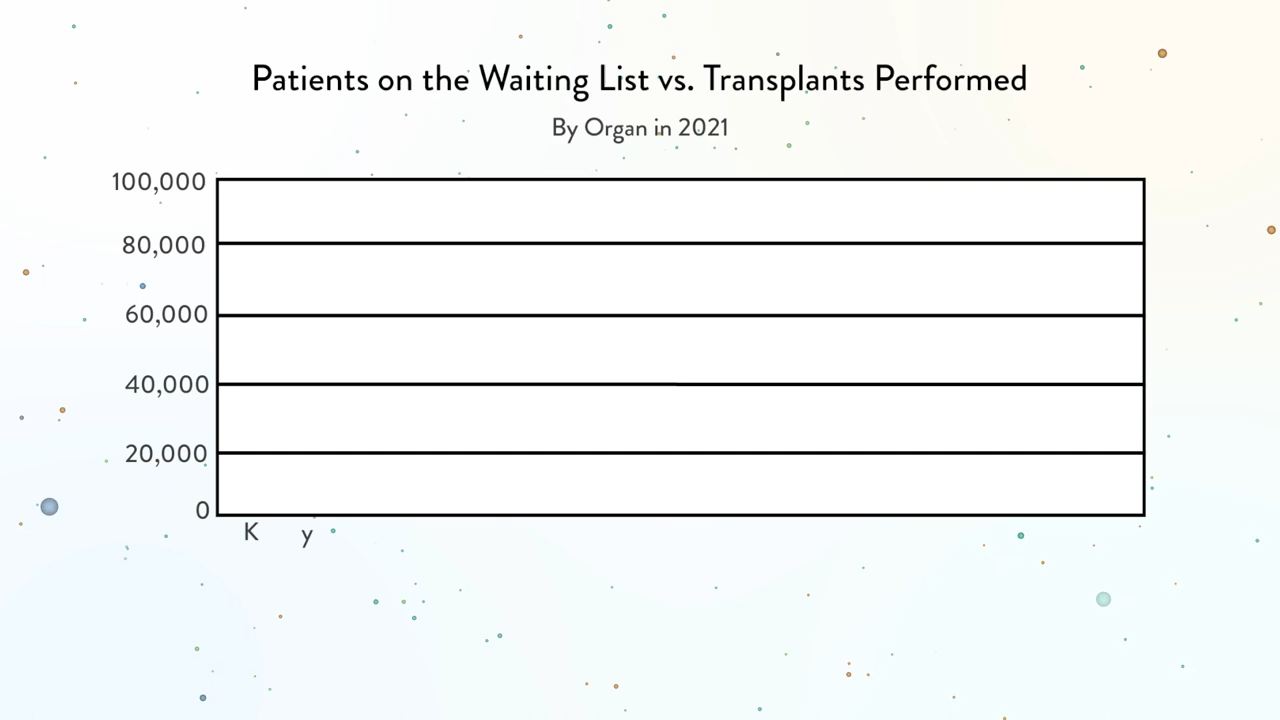 Patients on the Waiting List vs. Transplants Performed
By Organ in 2021
100,000
80,000
60,000
40,000
20,000
0
K y